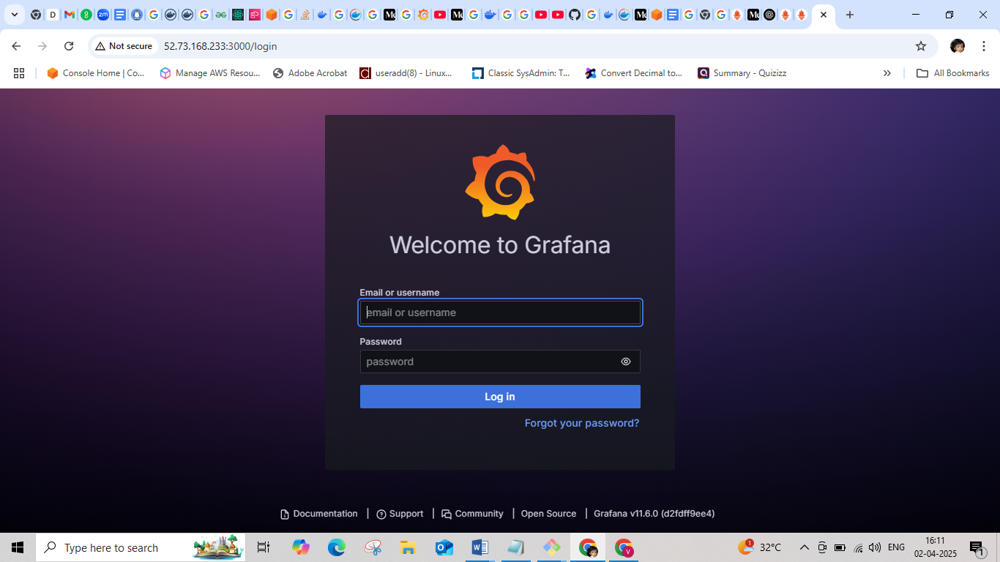 Not secure
52.73.168.233:3000/login
Console Home | Co...
Manage AWS Resou...
Adobe Acrobat
useradd(8) - Linux...
Classic SysAdmin: T...
Convert Decimal to...
Summary - Quizizz
All Bookmarks
Welcome to Grafana
Email or username
email or username
Password
password
Log in
Forgot your password?
Documentation | Support | Community | Open Source | Grafana v11.6.0 (d2fdff9ee4)
Type here to search
1
32°C
ENG
16:11
02-04-2025
1